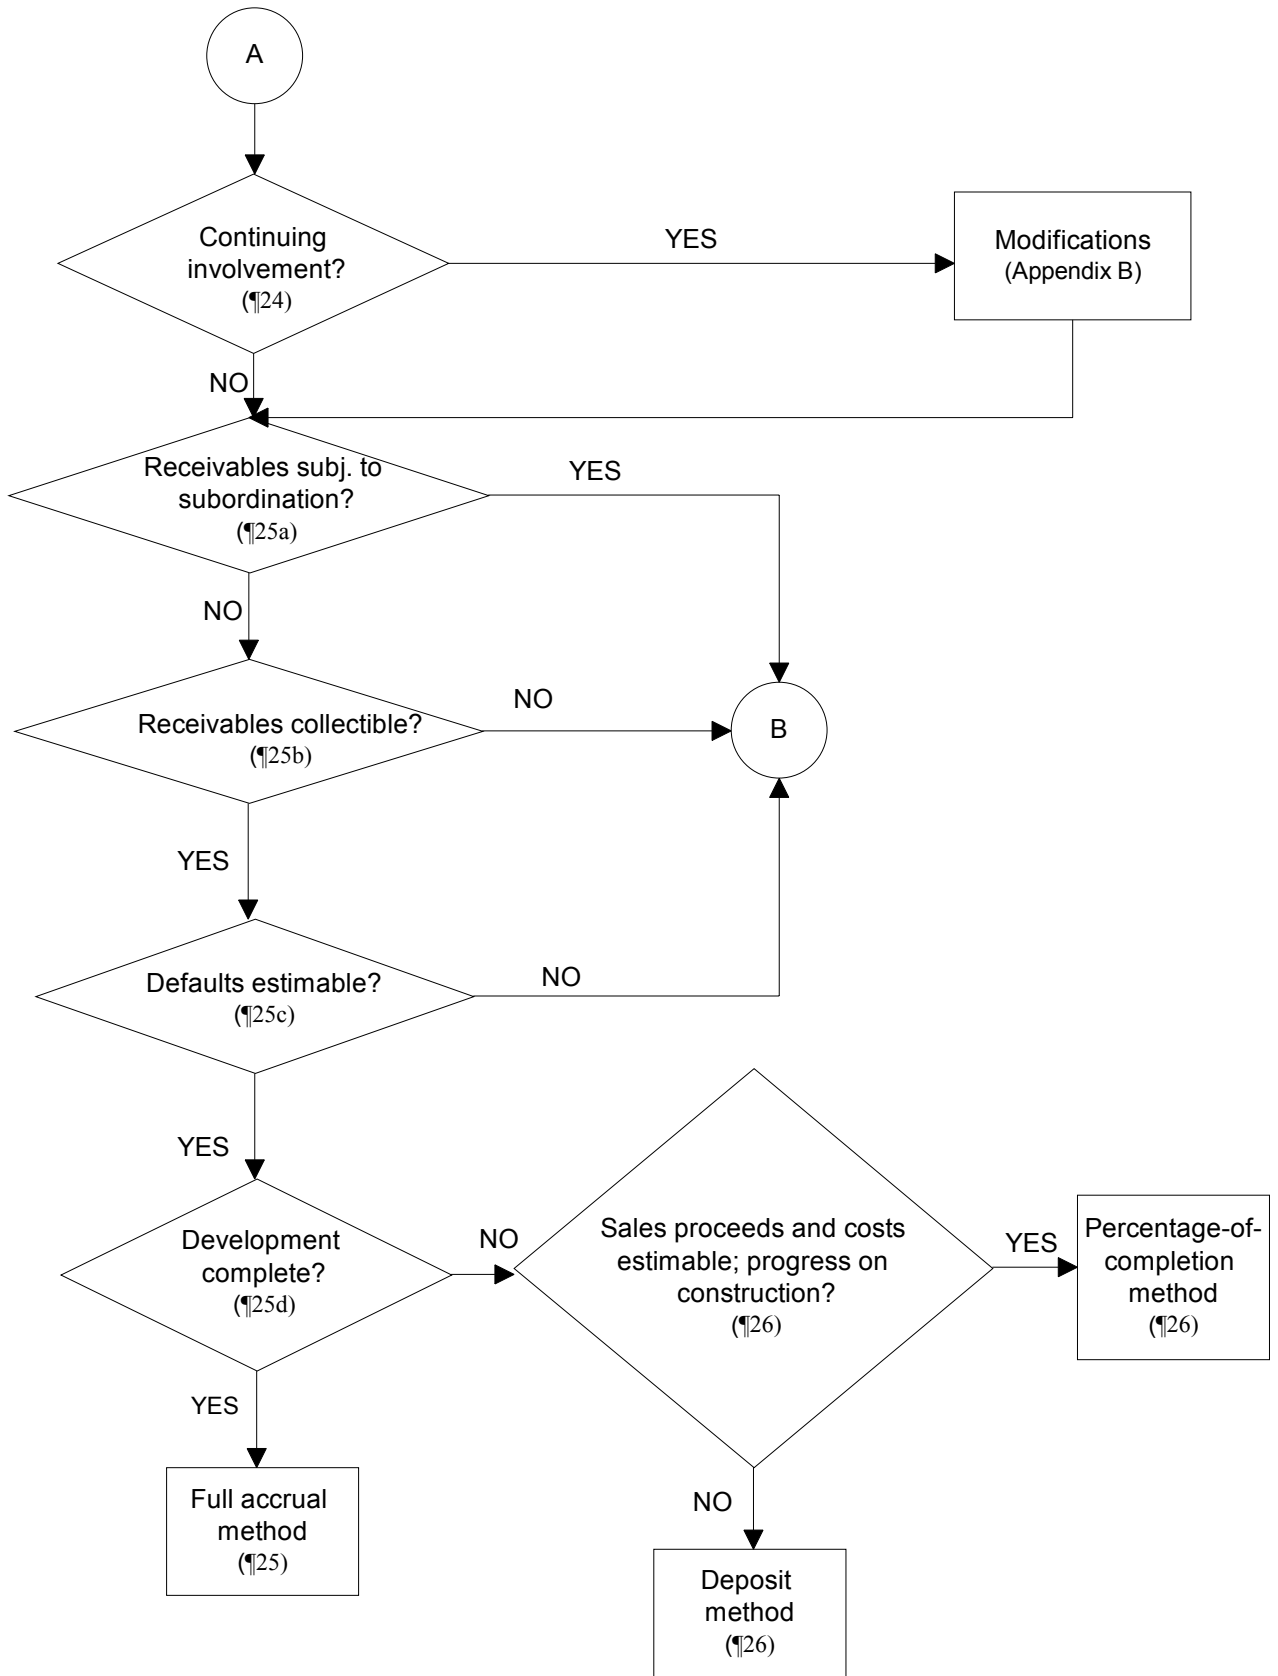 A
Continuing
involvement?
(¶24)
YES
Modifications
(Appendix B)
NO
Receivables subj. to
subordination?
(¶25a)
YES
NO
Receivables collectible?
(¶25b)
NO
B
YES
Defaults estimable?
(¶25c)
NO
YES
Development
complete?
(¶25d)
NO
Sales proceeds and costs
estimable; progress on
construction?
(¶26)
YES
Percentage-of-
completion
method
(¶26)
YES
Full accrual
method
(¶25)
NO
Deposit
method
(¶26)